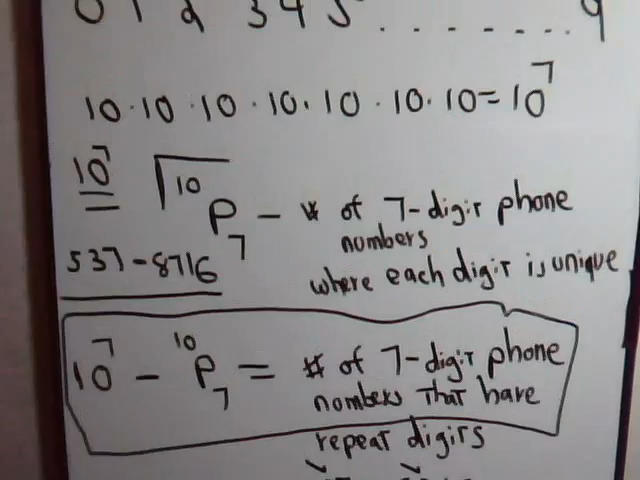 0 1 2 3 4 5 . . . . . . . 9
10 · 10 · 10 · 10 · 10 · 10 · 10 = 10^7
10^7 10P7 - # of 7-digit phone
numbers
537-8716 where each digit is unique
10^7 - 10P7 = # of 7-digit phone
numbers that have
repeat digits